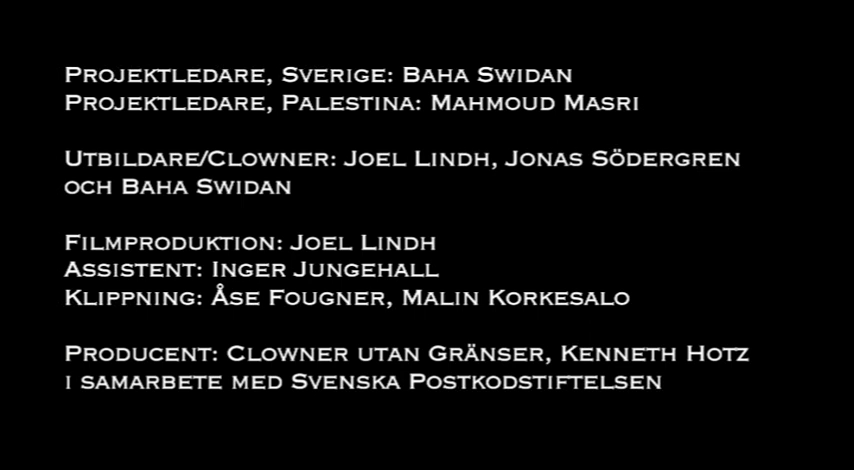 Projektledare, Sverige: Baha Swidan
Projektledare, Palestina: Mahmoud Masri
Utbildare/Clowner: Joel Lindh, Jonas Södergren
och Baha Swidan
Filmproduktion: Joel Lindh
Assistent: Inger Jungehall
Klippning: Åse Fougner, Malin Korkesalo
Producent: Clowner utan Gränser, Kenneth Hotz
i samarbete med Svenska Postkodstiftelsen